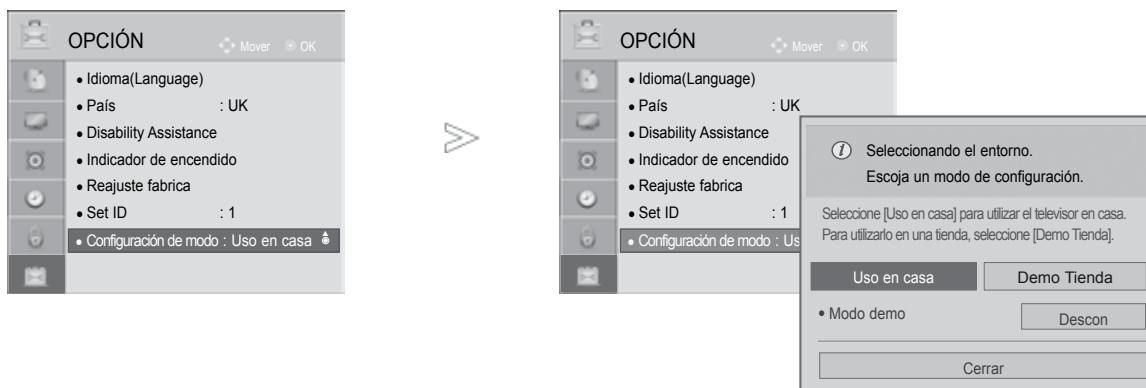 OPCIÓN Mover OK
• Idioma(Language)
• País : UK
• Disability Assistance
• Indicador de encendido
• Reajuste fabrica
• Set ID : 1
• Configuración de modo : Uso en casa
OPCIÓN Mover OK
• Idioma(Language)
• País : UK
• Disability Assistance
• Indicador de encendido
• Reajuste fabrica
• Set ID : 1
• Configuración de modo : Us
i Seleccionando el entorno.
Escoja un modo de configuración.
Seleccione [Uso en casa] para utilizar el televisor en casa.
Para utilizarlo en una tienda, seleccione [Demo Tienda].
Uso en casa Demo Tienda
• Modo demo Descon
Cerrar